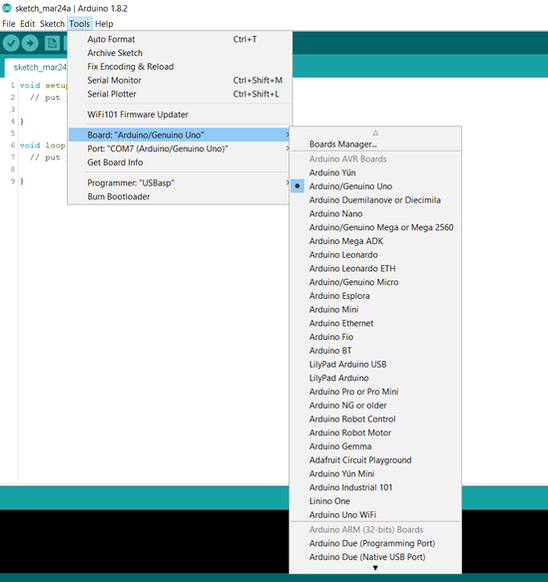 sketch_mar24a | Arduino 1.8.2
File Edit Sketch Tools Help
sketch_mar24
Auto Format Ctrl+T
Archive Sketch
Fix Encoding & Reload
Serial Monitor Ctrl+Shift+M
Serial Plotter Ctrl+Shift+L
WiFi101 Firmware Updater
Board: "Arduino/Genuino Uno"
Port: "COM7 (Arduino/Genuino Uno)"
Get Board Info
Programmer: "USBasp"
Burn Bootloader
1 void setu
2 // put
3
4 }
5
6 void loop
7 // put
8
9 }
Boards Manager...
Arduino AVR Boards
Arduino Yún
Arduino/Genuino Uno
Arduino Duemilanove or Diecimila
Arduino Nano
Arduino/Genuino Mega or Mega 2560
Arduino Mega ADK
Arduino Leonardo
Arduino Leonardo ETH
Arduino/Genuino Micro
Arduino Esplora
Arduino Mini
Arduino Ethernet
Arduino Fio
Arduino BT
LilyPad Arduino USB
LilyPad Arduino
Arduino Pro or Pro Mini
Arduino NG or older
Arduino Robot Control
Arduino Robot Motor
Arduino Gemma
Adafruit Circuit Playground
Arduino Yún Mini
Arduino Industrial 101
Linino One
Arduino Uno WiFi
Arduino ARM (32-bits) Boards
Arduino Due (Programming Port)
Arduino Due (Native USB Port)